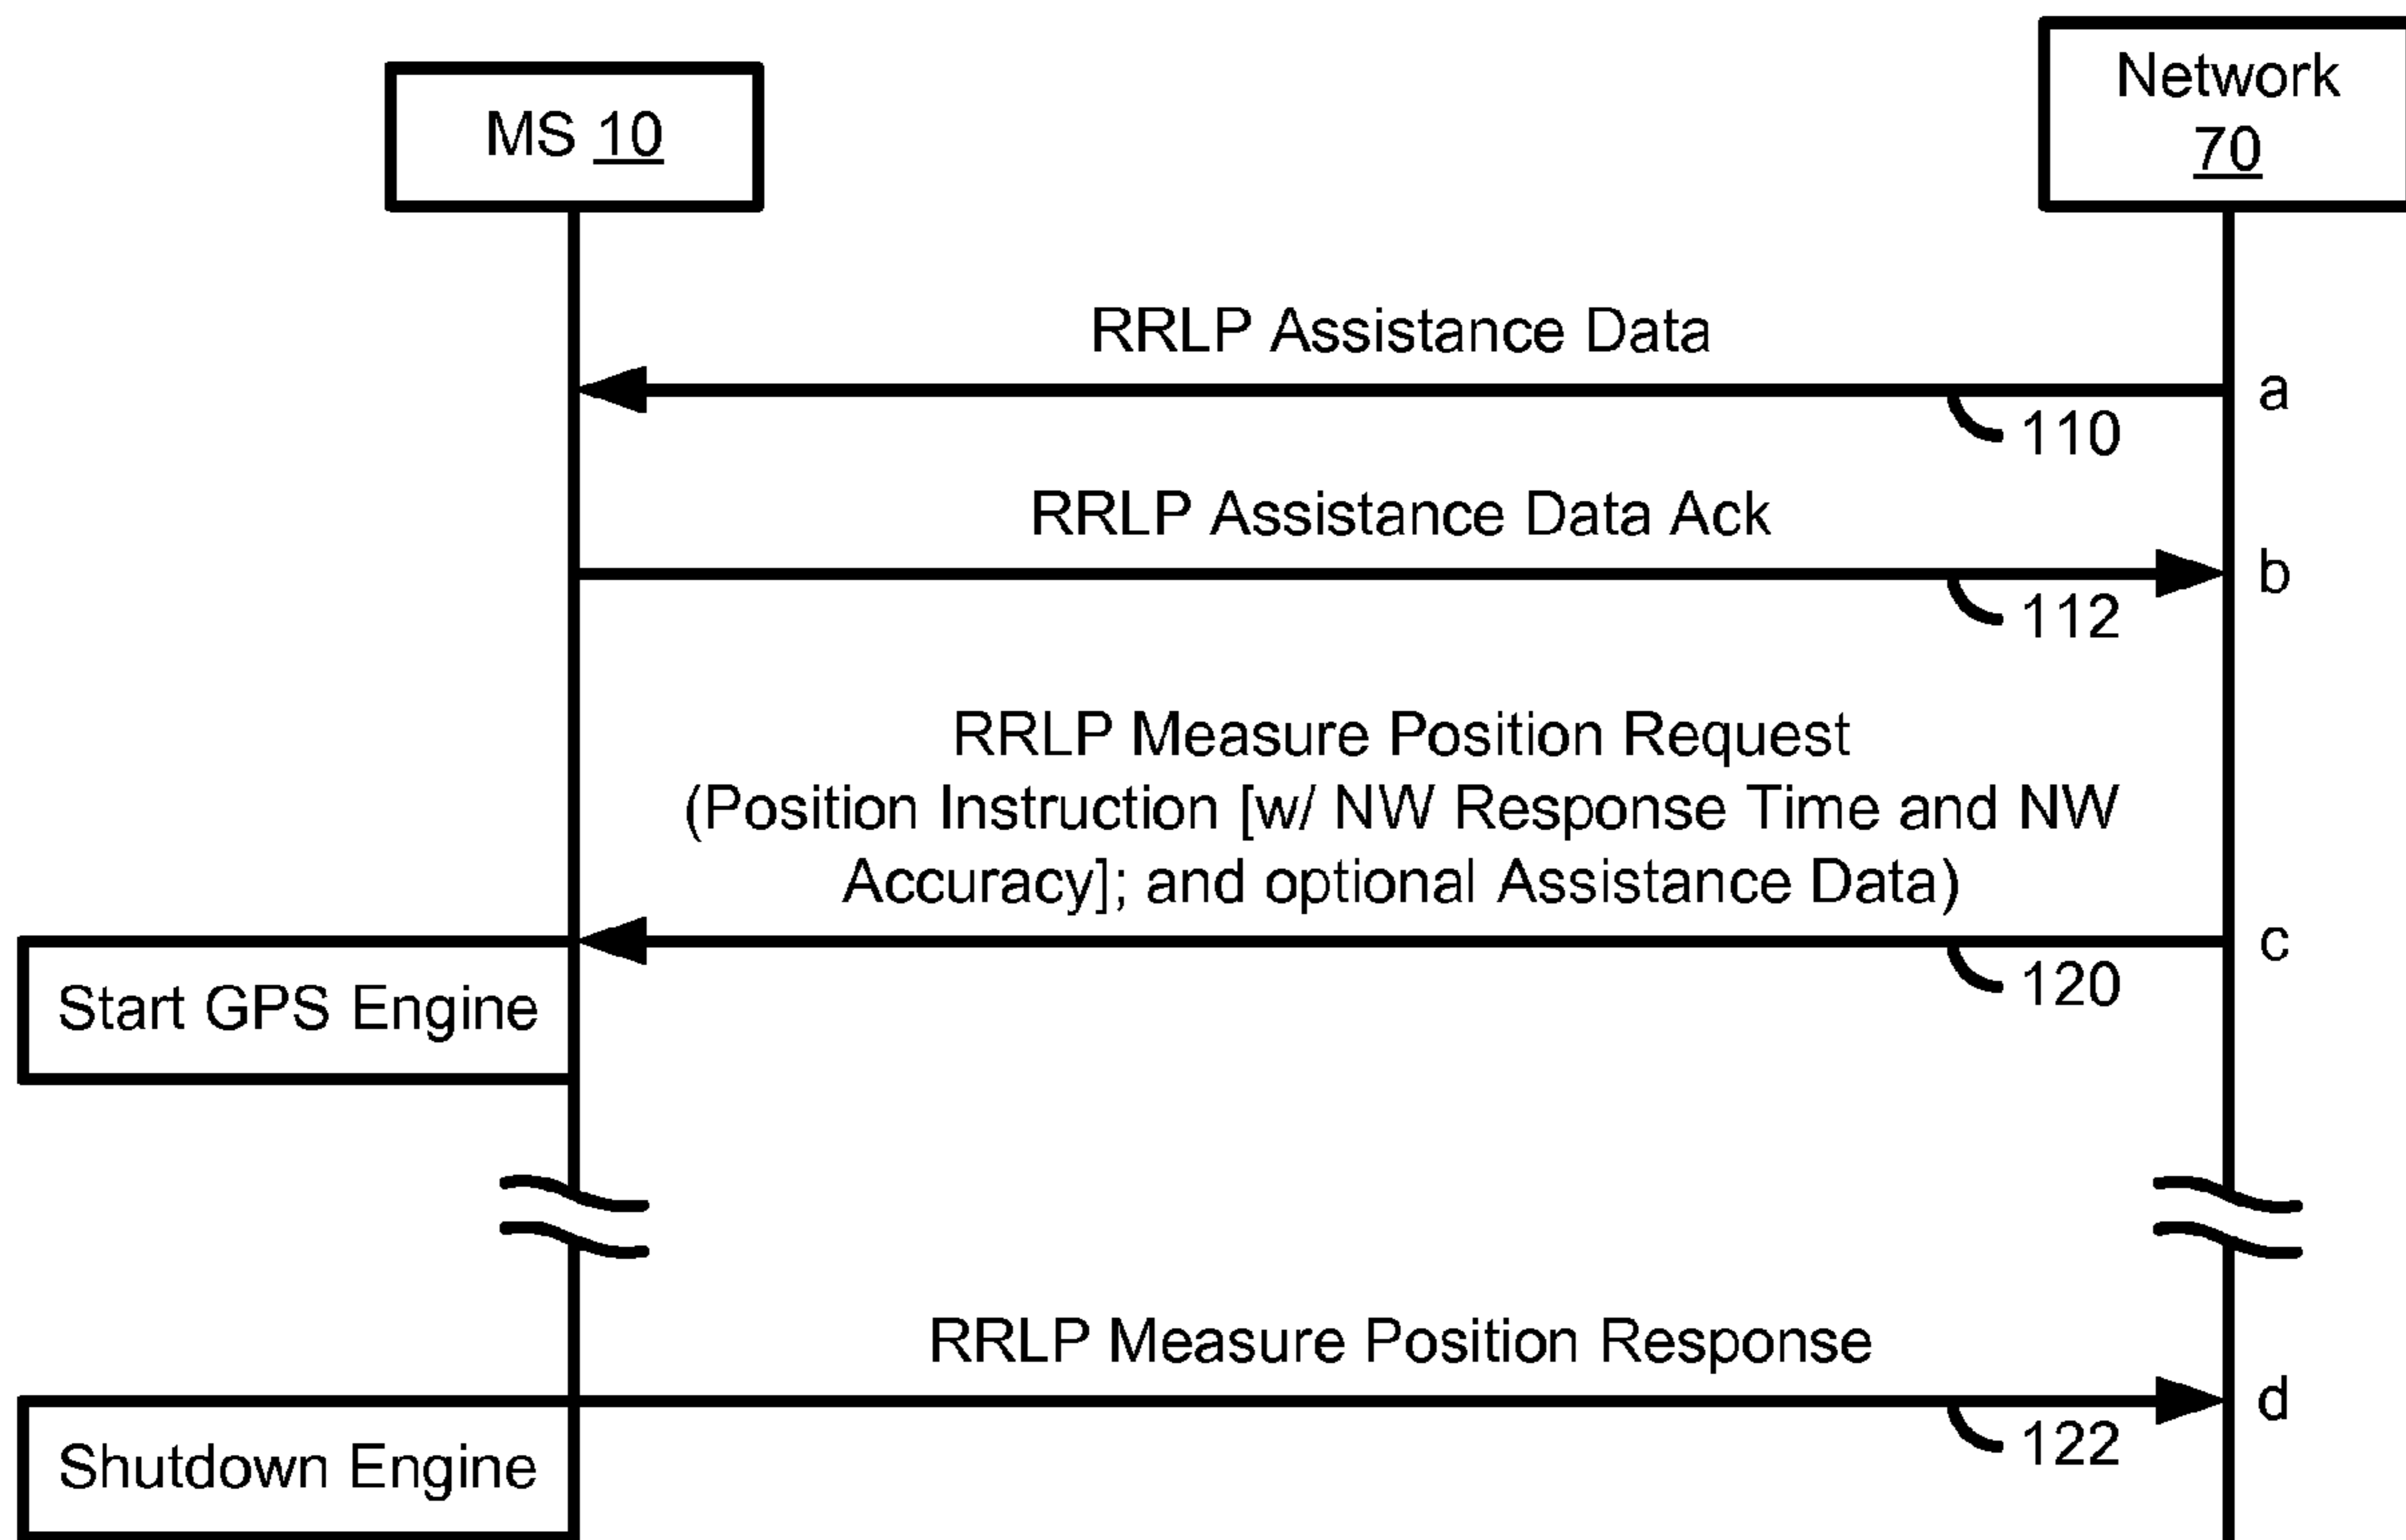 MS 10
Network
70
RRLP Assistance Data
a
110
RRLP Assistance Data Ack
b
112
RRLP Measure Position Request
(Position Instruction [w/ NW Response Time and NW
Accuracy]; and optional Assistance Data)
c
120
Start GPS Engine
RRLP Measure Position Response
d
122
Shutdown Engine